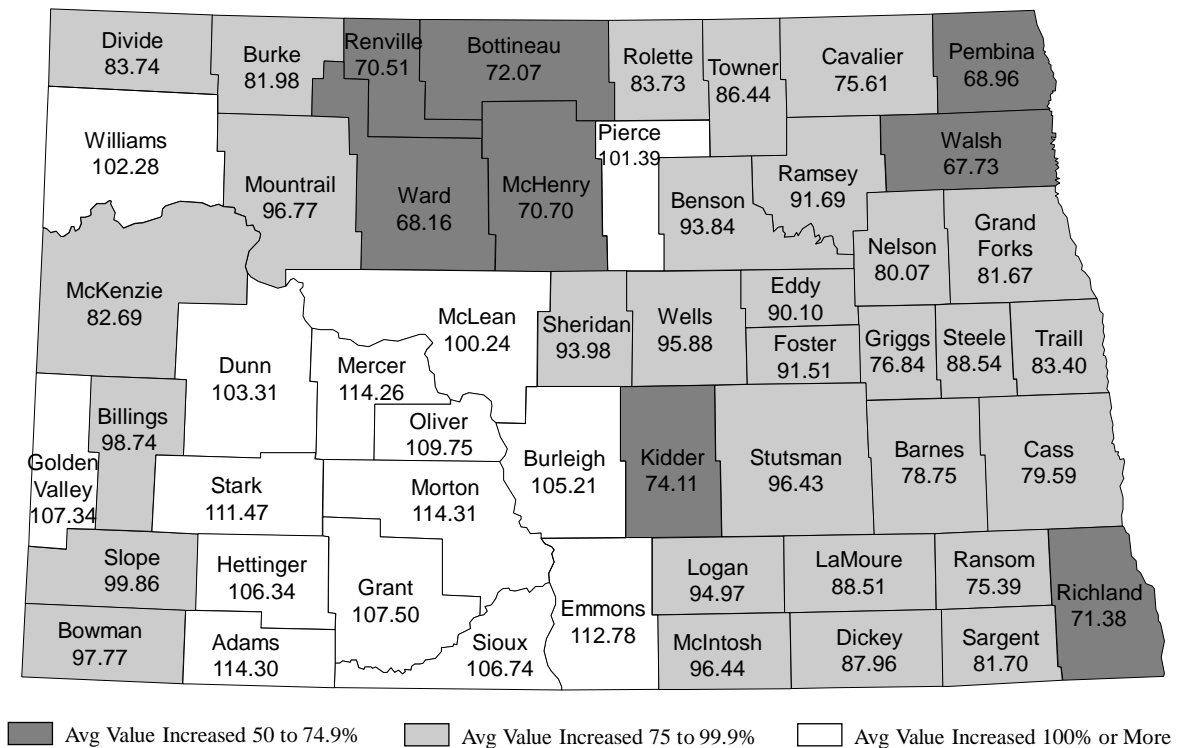 Divide
83.74
Burke
81.98
Renville
70.51
Bottineau
72.07
Rolette
83.73
Towner
86.44
Cavalier
75.61
Pembina
68.96
Williams
102.28
Mountrail
96.77
Ward
68.16
McHenry
70.70
Pierce
101.39
Benson
93.84
Ramsey
91.69
Walsh
67.73
Nelson
80.07
Grand
Forks
81.67
McKenzie
82.69
Dunn
103.31
Mercer
114.26
McLean
100.24
Oliver
109.75
Sheridan
93.98
Wells
95.88
Eddy
90.10
Foster
91.51
Griggs
76.84
Steele
88.54
Traill
83.40
Golden
Valley
107.34
Billings
98.74
Stark
111.47
Morton
114.31
Burleigh
105.21
Kidder
74.11
Stutsman
96.43
Barnes
78.75
Cass
79.59
Slope
99.86
Hettinger
106.34
Grant
107.50
Bowman
97.77
Adams
114.30
Sioux
106.74
Emmons
112.78
Logan
94.97
LaMoure
88.51
Ransom
75.39
Richland
71.38
McIntosh
96.44
Dickey
87.96
Sargent
81.70
Avg Value Increased 50 to 74.9%
Avg Value Increased 75 to 99.9%
Avg Value Increased 100% or More